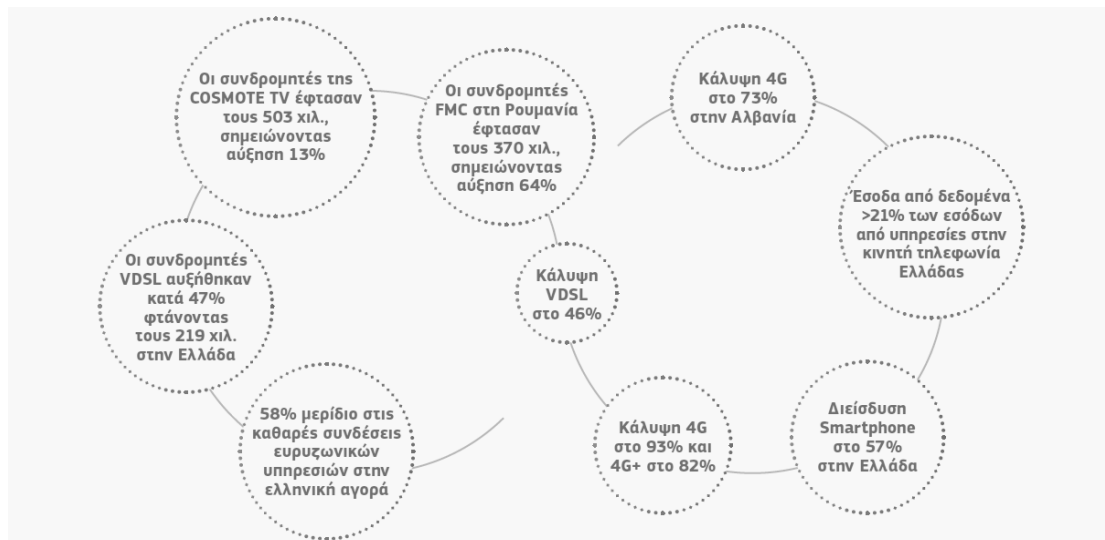 Οι συνδρομητές της
COSMOTE TV έφτασαν
τους 503 χιλ.,
σημειώνοντας
αύξηση 13%
Οι συνδρομητές
FMC στη Ρουμανία
έφτασαν
τους 370 χιλ.,
σημειώνοντας
αύξηση 64%
Κάλυψη 4G
στο 73%
στην Αλβανία
Έσοδα από δεδομένα
>21% των εσόδων
από υπηρεσίες στην
κινητή τηλεφωνία
Ελλάδας
Οι συνδρομητές
VDSL αυξήθηκαν
κατά 47%
φτάνοντας
τους 219 χιλ.
στην Ελλάδα
Κάλυψη
VDSL
στο 46%
58% μερίδιο στις
καθαρές συνδέσεις
ευρυζωνικών
υπηρεσιών στην
ελληνική αγορά
Κάλυψη 4G
στο 93% και
4G+ στο 82%
Διείσδυση
Smartphone
στο 57%
στην Ελλάδα